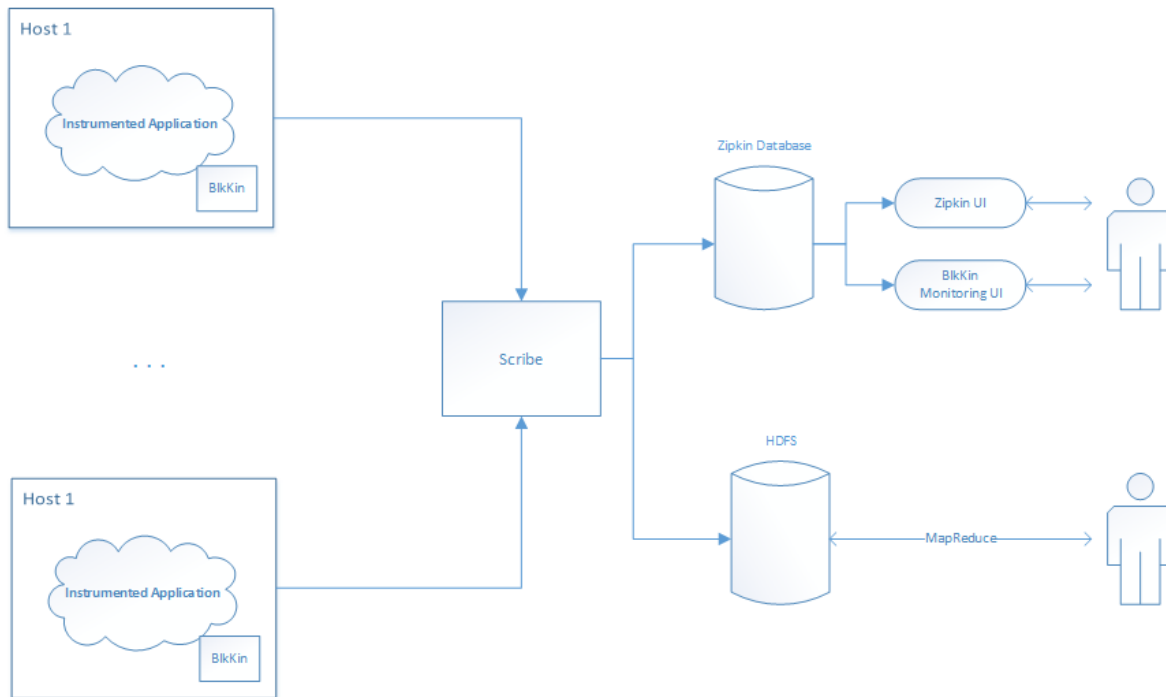 Host 1
Instrumented Application
BlkKin
Zipkin Database
Zipkin UI
BlkKin
Monitoring UI
. . .
Scribe
HDFS
Host 1
Instrumented Application
BlkKin
MapReduce